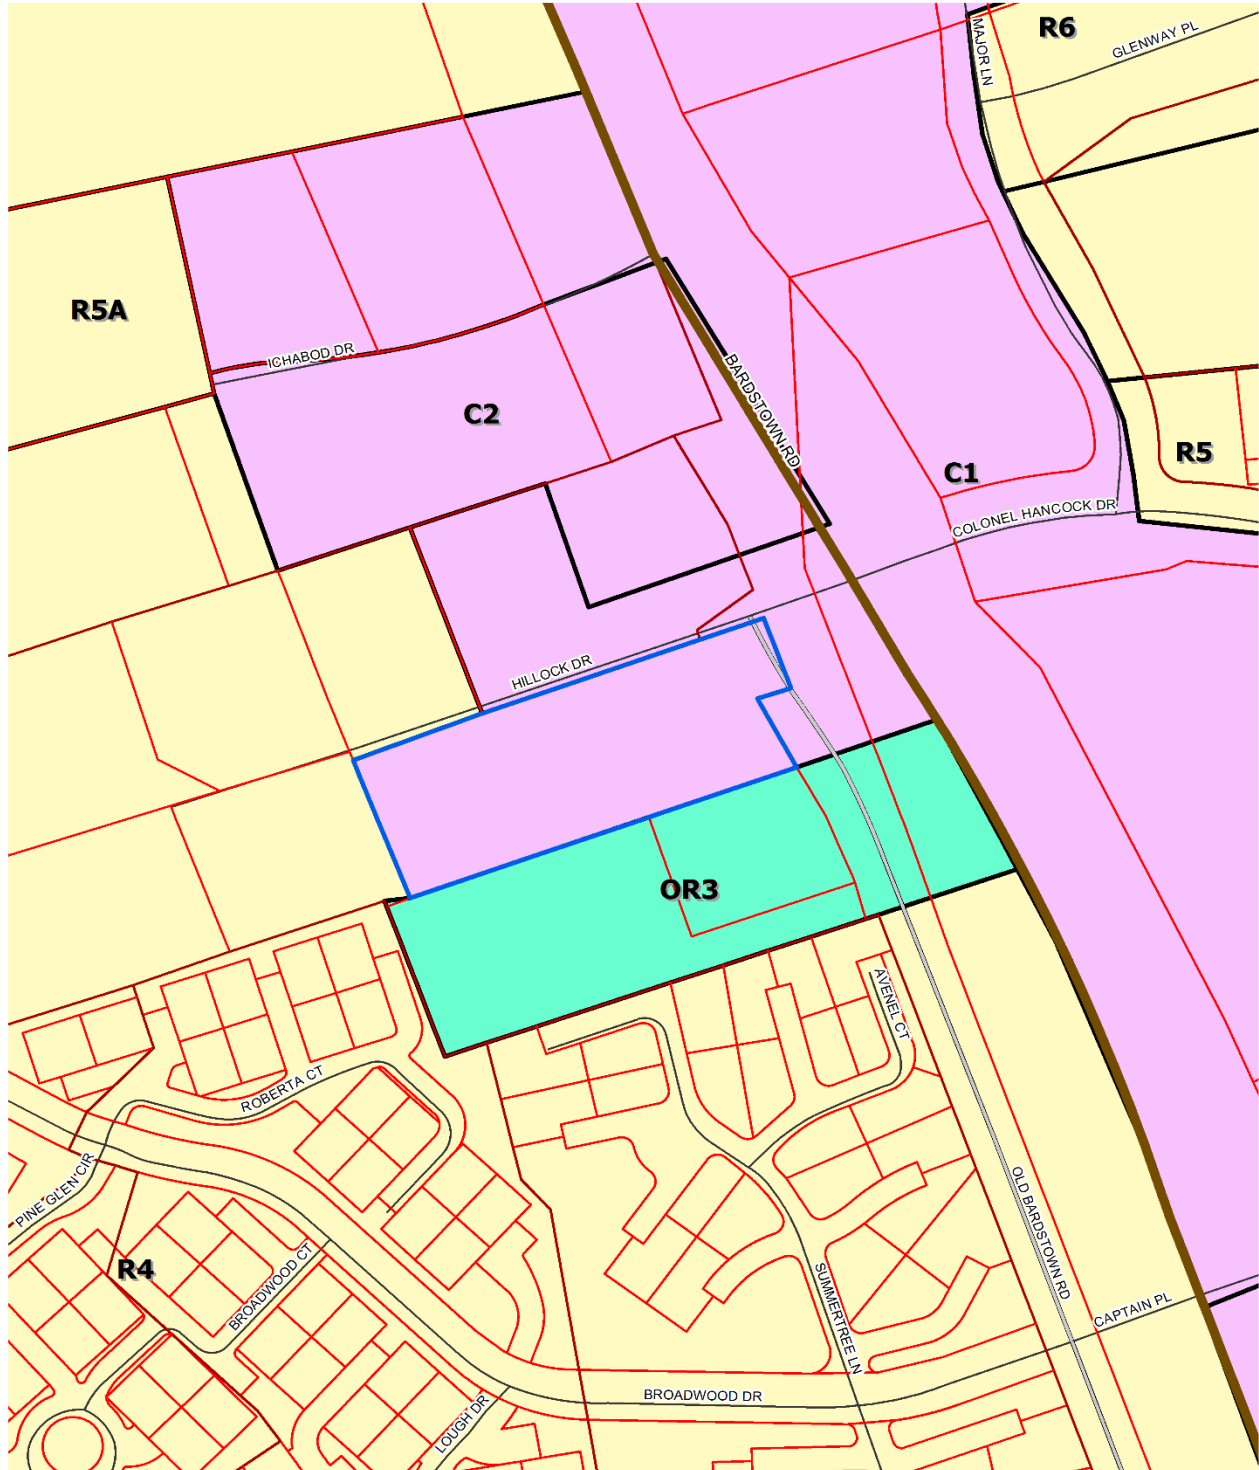 R6
MAJOR LN
GLENWAY PL
R5A
ICHABOD DR
BARDSTOWN RD
C2
R5
C1
COLONEL HANCOCK DR
HILLOCK DR
OR3
AVENEL CT
ROBERTA CT
PINE GLEN CIR
OLD BARDSTOWN RD
R4
BROADWOOD CT
SUMMERTREE LN
CAPTAIN PL
BROADWOOD DR
LOUGH DR